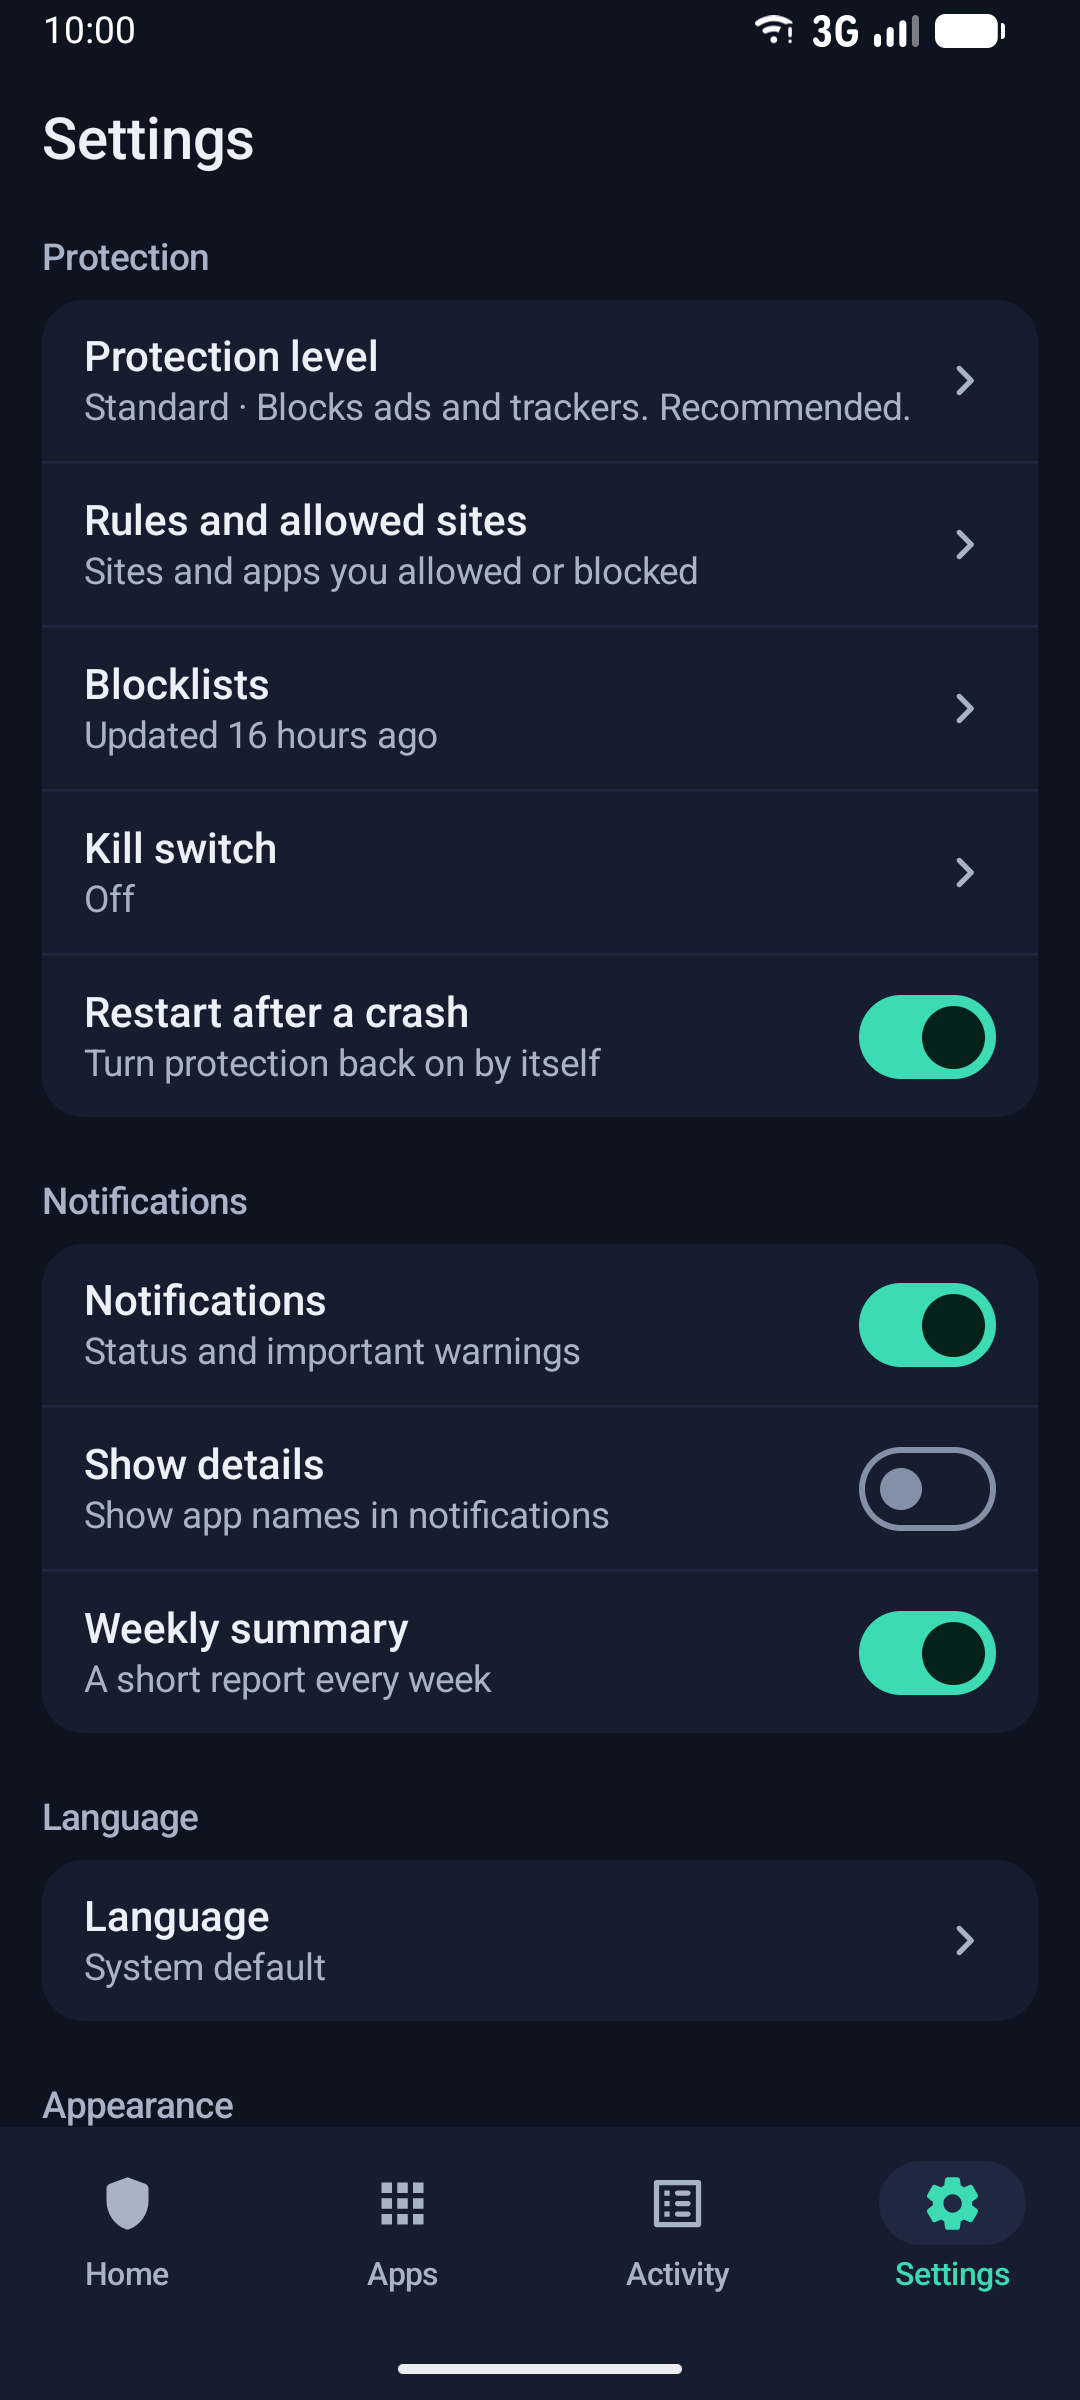 10:00
3G
Settings
Protection
Protection level
Standard · Blocks ads and trackers. Recommended.
Rules and allowed sites
Sites and apps you allowed or blocked
Blocklists
Updated 16 hours ago
Kill switch
Off
Restart after a crash
Turn protection back on by itself
Notifications
Notifications
Status and important warnings
Show details
Show app names in notifications
Weekly summary
A short report every week
Language
Language
System default
Appearance
Home
Apps
Activity
Settings